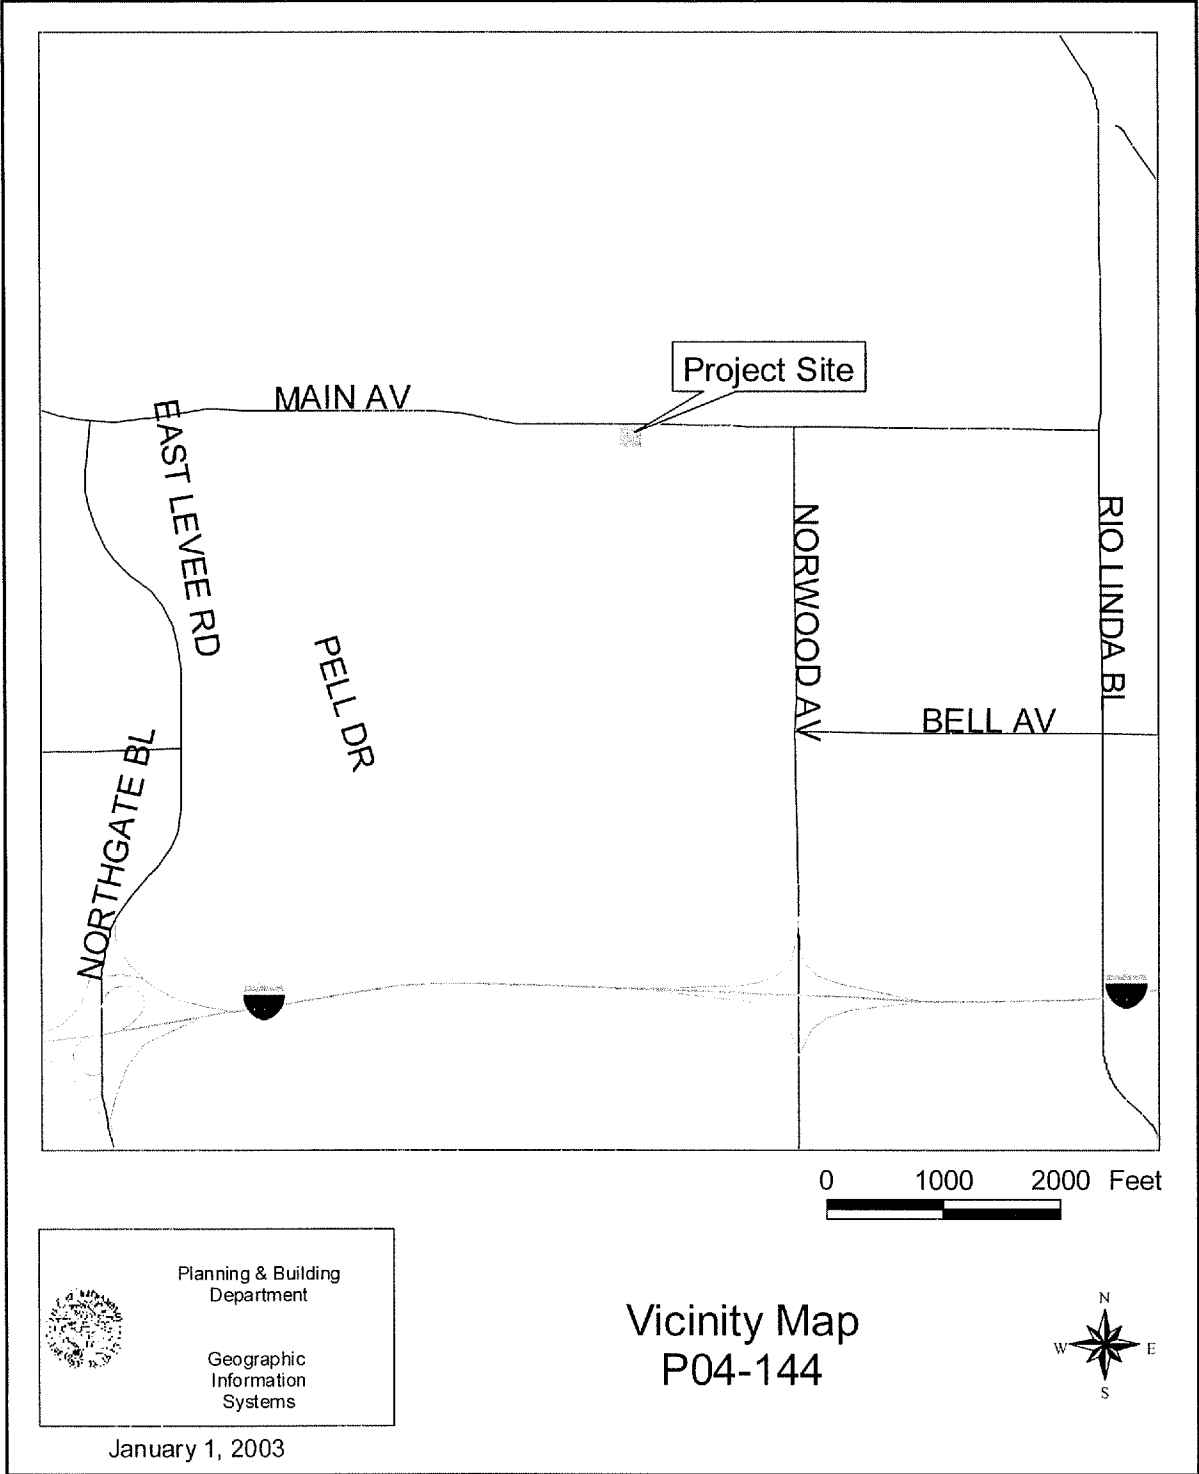 Project Site
MAIN AV
EAST LEVEE RD
NORWOOD AV
RIO LINDA BL
PELL DR
BELL AV
NORTHGATE BL
0 1000 2000 Feet
Planning & Building
Department
Geographic
Information
Systems
January 1, 2003
Vicinity Map
P04-144
N
W E
S